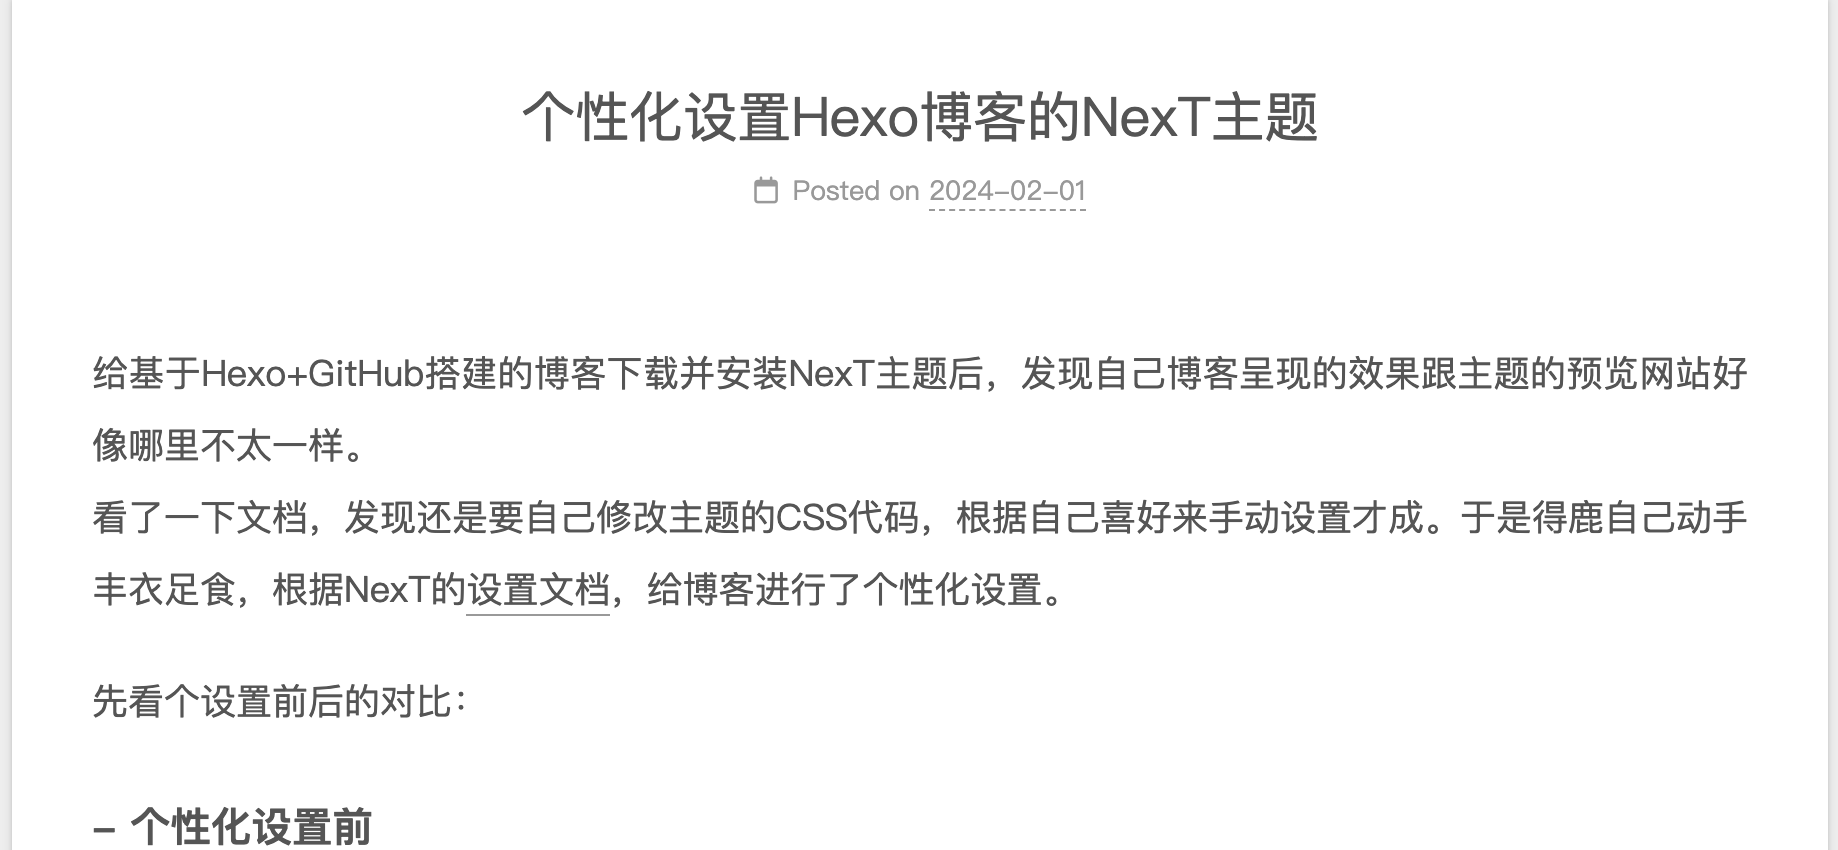 个性化设置Hexo博客的NexT主题
Posted on 2024-02-01
给基于Hexo+GitHub搭建的博客下载并安装NexT主题后，发现自己博客呈现的效果跟主题的预览网站好
像哪里不太一样。
看了一下文档，发现还是要自己修改主题的CSS代码，根据自己喜好来手动设置才成。于是得鹿自己动手
丰衣足食，根据NexT的设置文档，给博客进行了个性化设置。
先看个设置前后的对比：
– 个性化设置前